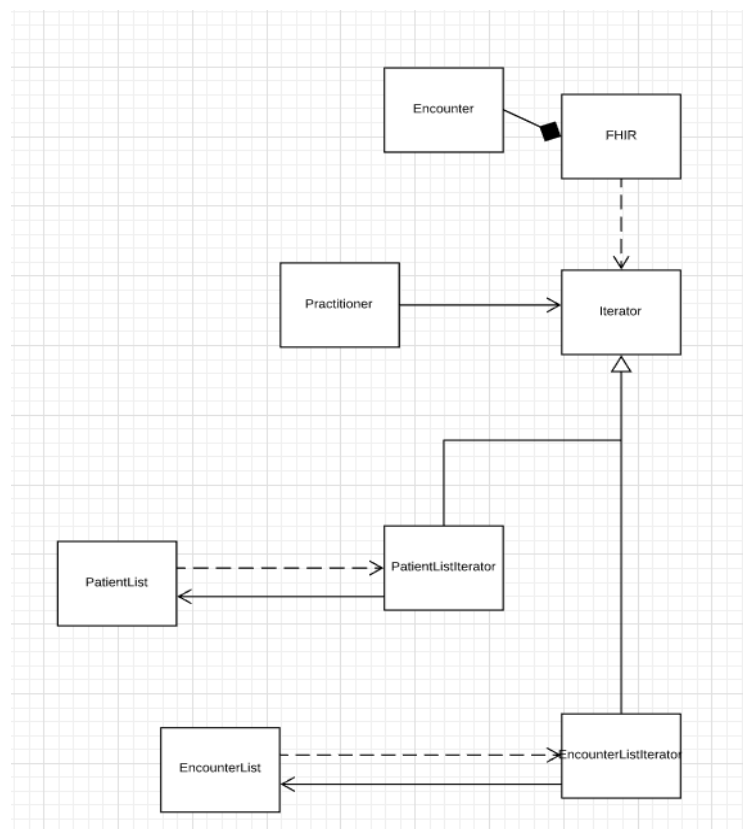 Encounter
FHIR
Practitioner
Iterator
PatientListIterator
PatientList
EncounterListIterator
EncounterList